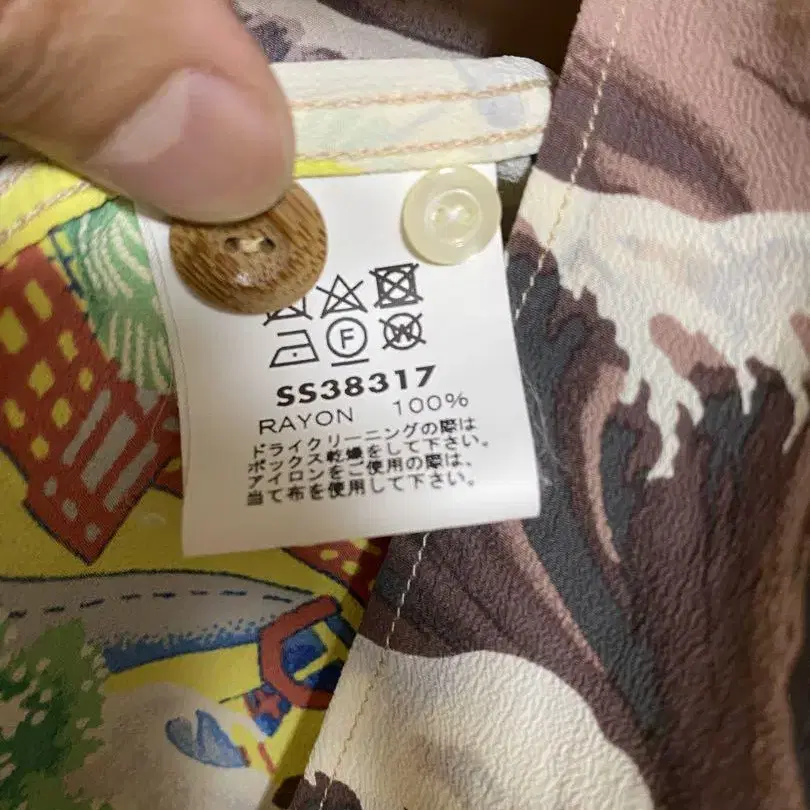 F
W
SS38317
RAYON 100%
ドライクリーニングの際は
ボックス乾燥をして下さい。
アイロンをご使用の際は、
当て布を使用して下さい。